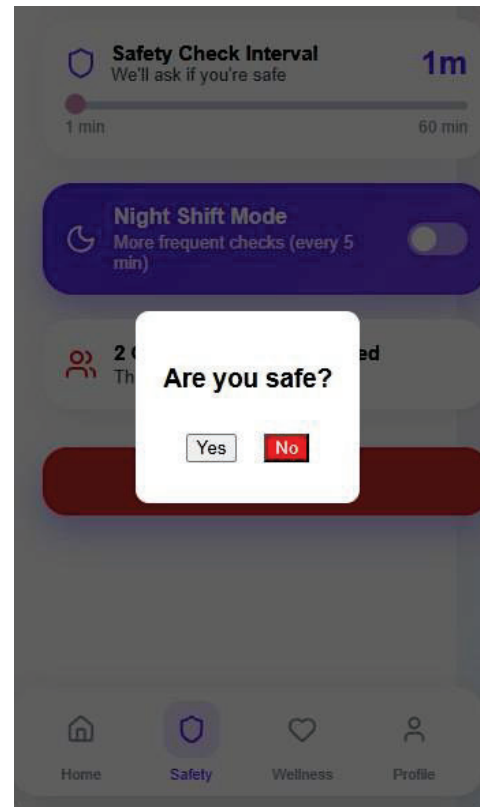 Safety Check Interval
We'll ask if you're safe
1m
1 min
60 min
Night Shift Mode
More frequent checks (every 5
min)
2
ed
Th
Are you safe?
Yes
No
Home
Safety
Wellness
Profile